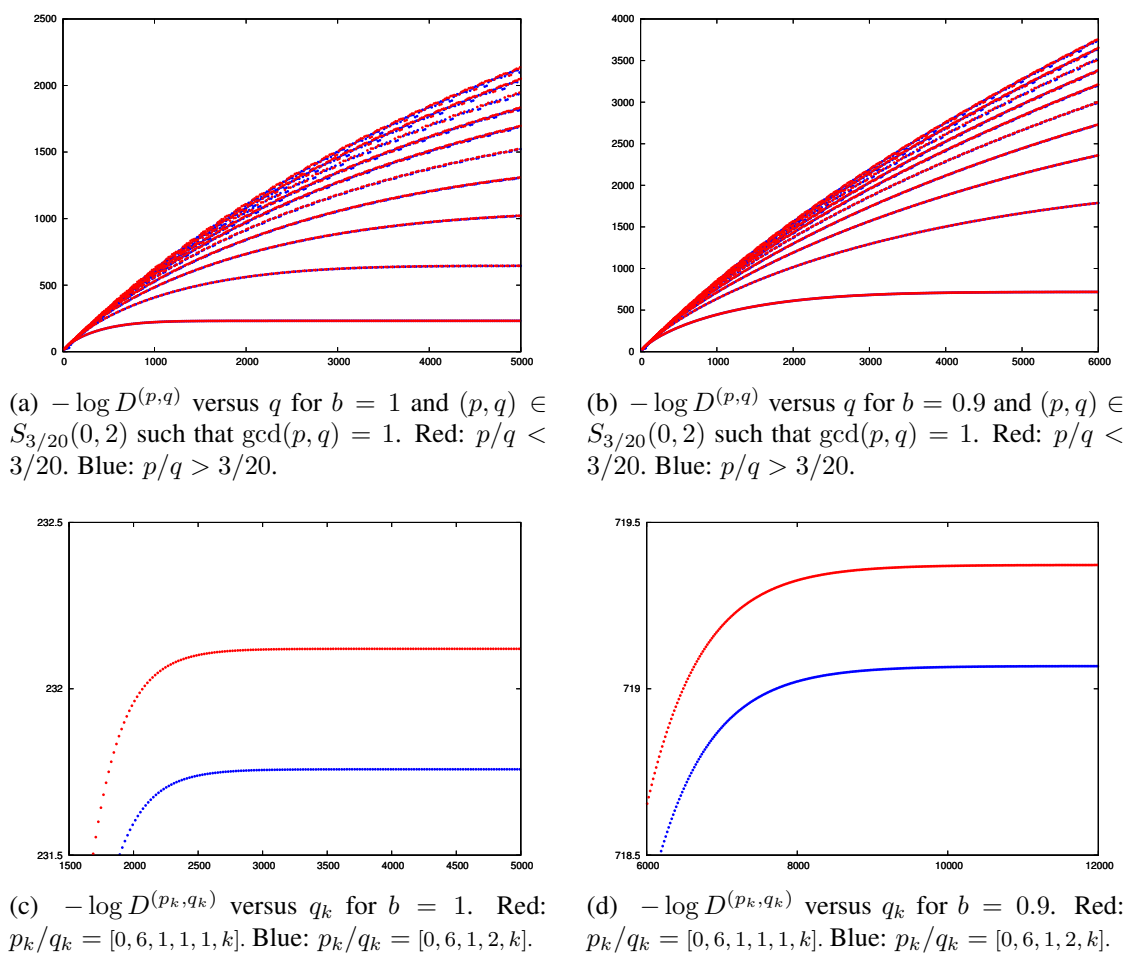 2500
2000
1500
1000
500
0
0 1000 2000 3000 4000 5000
4000
3500
3000
2500
2000
1500
1000
500
0
0 1000 2000 3000 4000 5000 6000
(a) − log D^(p,q) versus q for b = 1 and (p, q) ∈
S_3/20(0, 2) such that gcd(p, q) = 1. Red: p/q <
3/20. Blue: p/q > 3/20.
(b) − log D^(p,q) versus q for b = 0.9 and (p, q) ∈
S_3/20(0, 2) such that gcd(p, q) = 1. Red: p/q <
3/20. Blue: p/q > 3/20.
232.5
232
231.5
1500 2000 2500 3000 3500 4000 4500 5000
719.5
719
718.5
6000 8000 10000 12000
(c) − log D^(p_k,q_k) versus q_k for b = 1. Red:
p_k/q_k = [0, 6, 1, 1, 1, k]. Blue: p_k/q_k = [0, 6, 1, 2, k].
(d) − log D^(p_k,q_k) versus q_k for b = 0.9. Red:
p_k/q_k = [0, 6, 1, 1, 1, k]. Blue: p_k/q_k = [0, 6, 1, 2, k].